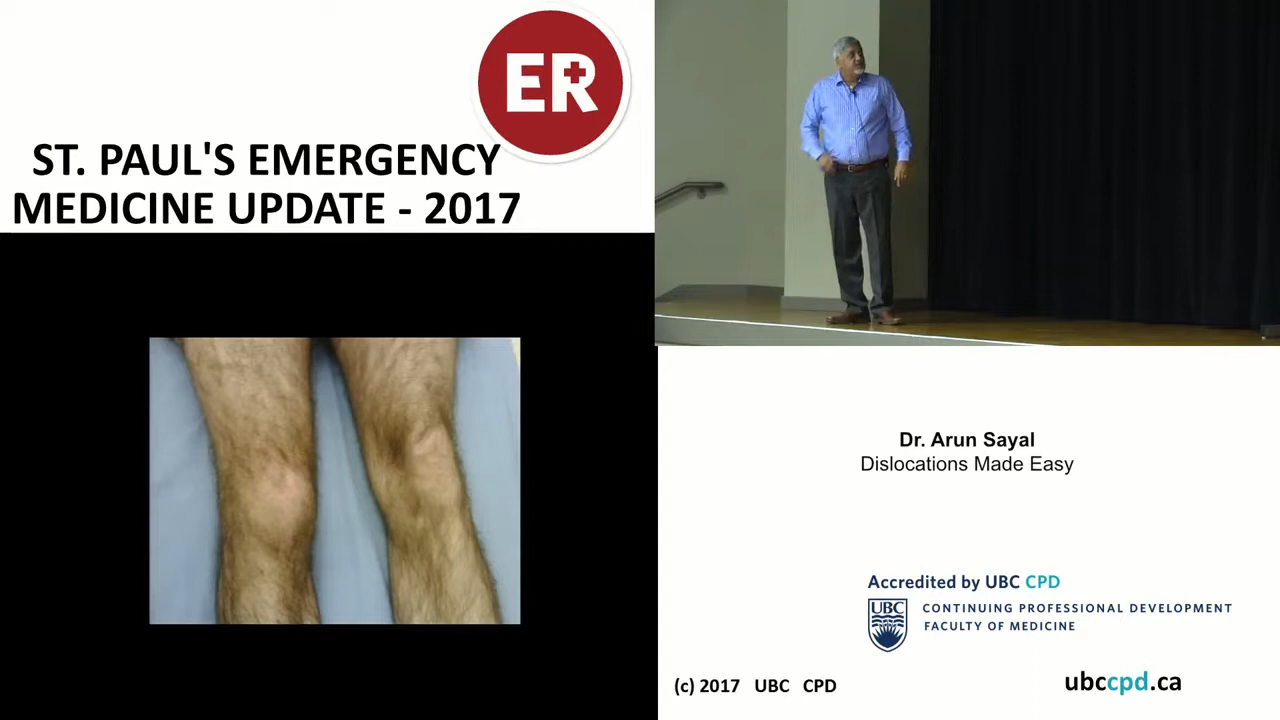 ER
ST. PAUL'S EMERGENCY
MEDICINE UPDATE - 2017
Dr. Arun Sayal
Dislocations Made Easy
Accredited by UBC CPD
UBC
CONTINUING PROFESSIONAL DEVELOPMENT
FACULTY OF MEDICINE
(c) 2017 UBC CPD
ubccpd.ca